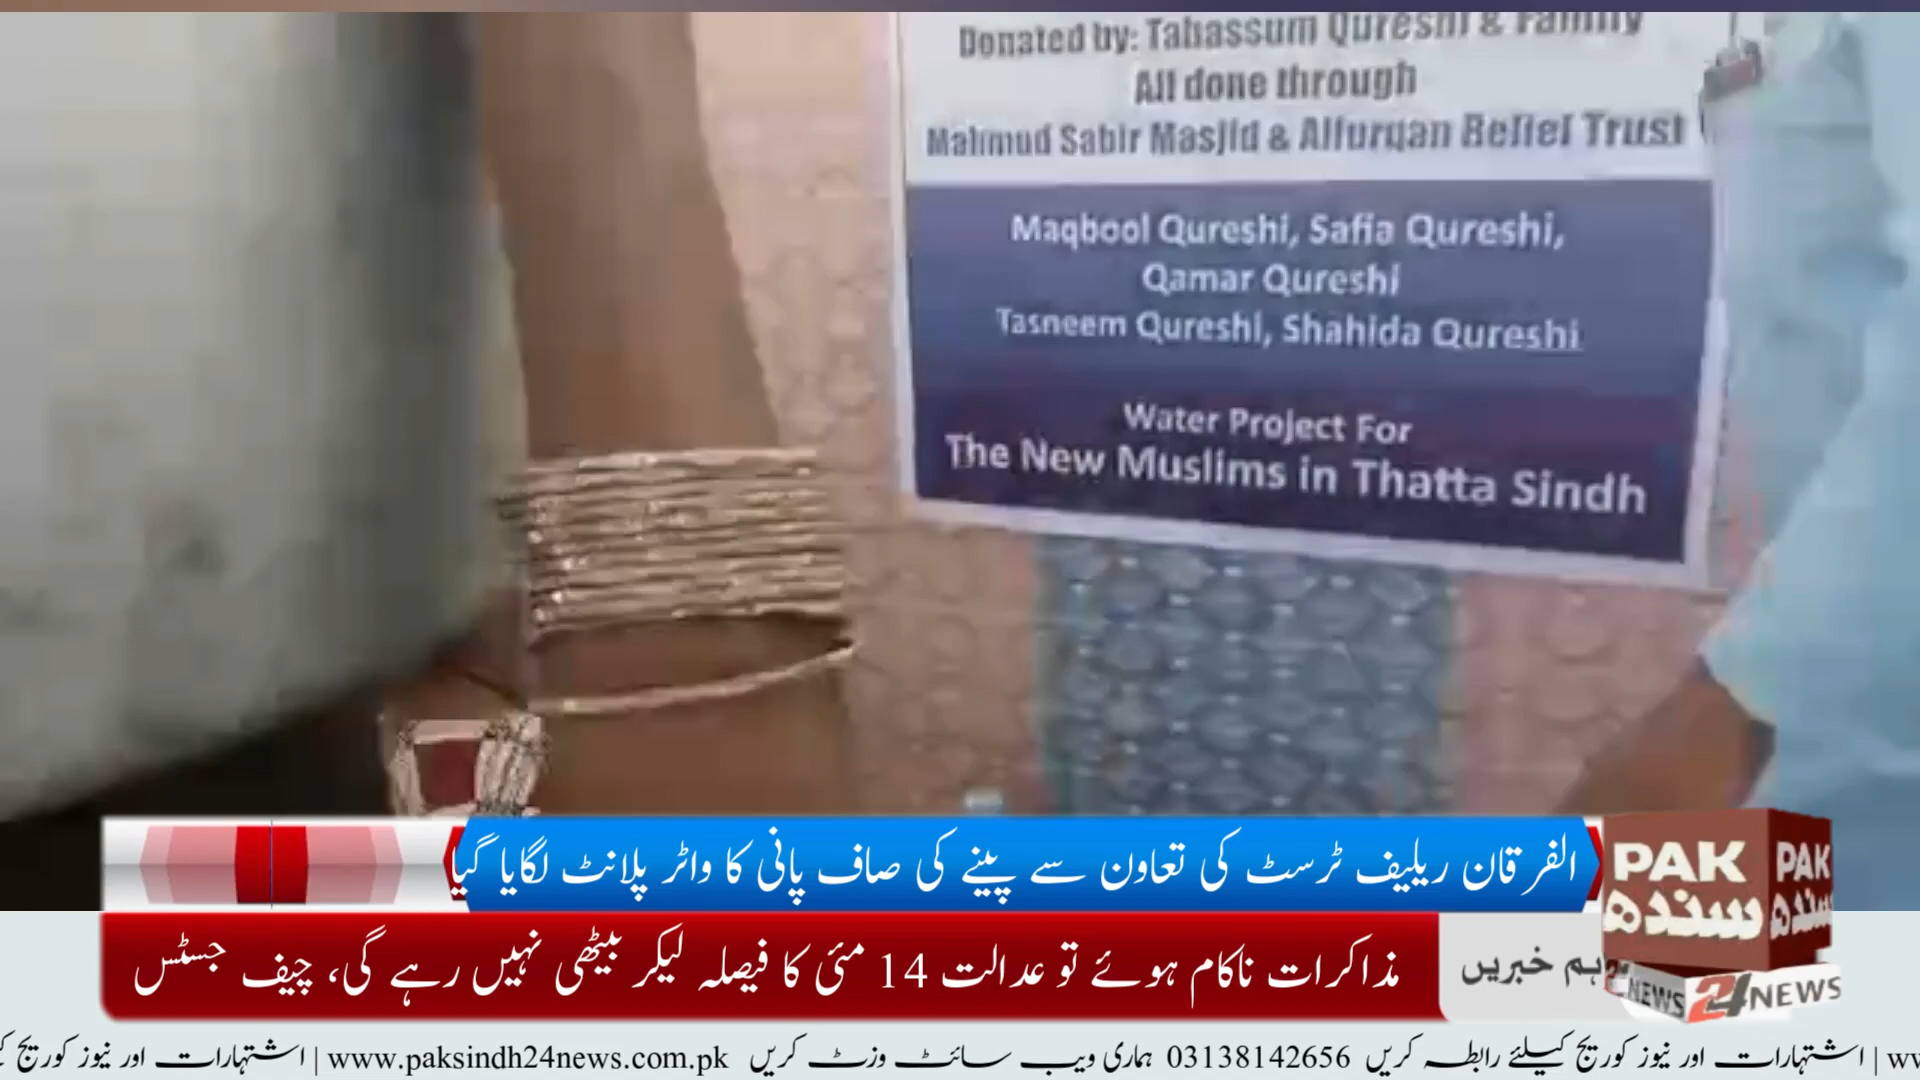 Donated by: Tabassum Qureshi & Family
All done through
Mahmud Sabir Masjid & Alfurqan Relief Trust
Maqbool Qureshi, Safia Qureshi,
Qamar Qureshi
Tasneem Qureshi, Shahida Qureshi
Water Project For
The New Muslims in Thatta Sindh
الفرقان ریلیف ٹرسٹ کی تعاون سے پینے کی صاف پانی کا واٹر پلانٹ لگایا گیا
PAK
سندھ
PAK
سندھ
مذاکرات ناکام ہوئے تو عدالت 14 مئی کا فیصلہ لیکر بیٹھی نہیں رہے گی، چیف جسٹس
ہم خبریں
NEWS 24 NEWS
اشتہارات اور نیوز کوریج کیلئے رابطہ کریں 03138142656 ہماری ویب سائٹ وزٹ کریں www.paksindh24news.com.pk | اشتہارات اور نیوز کوریج